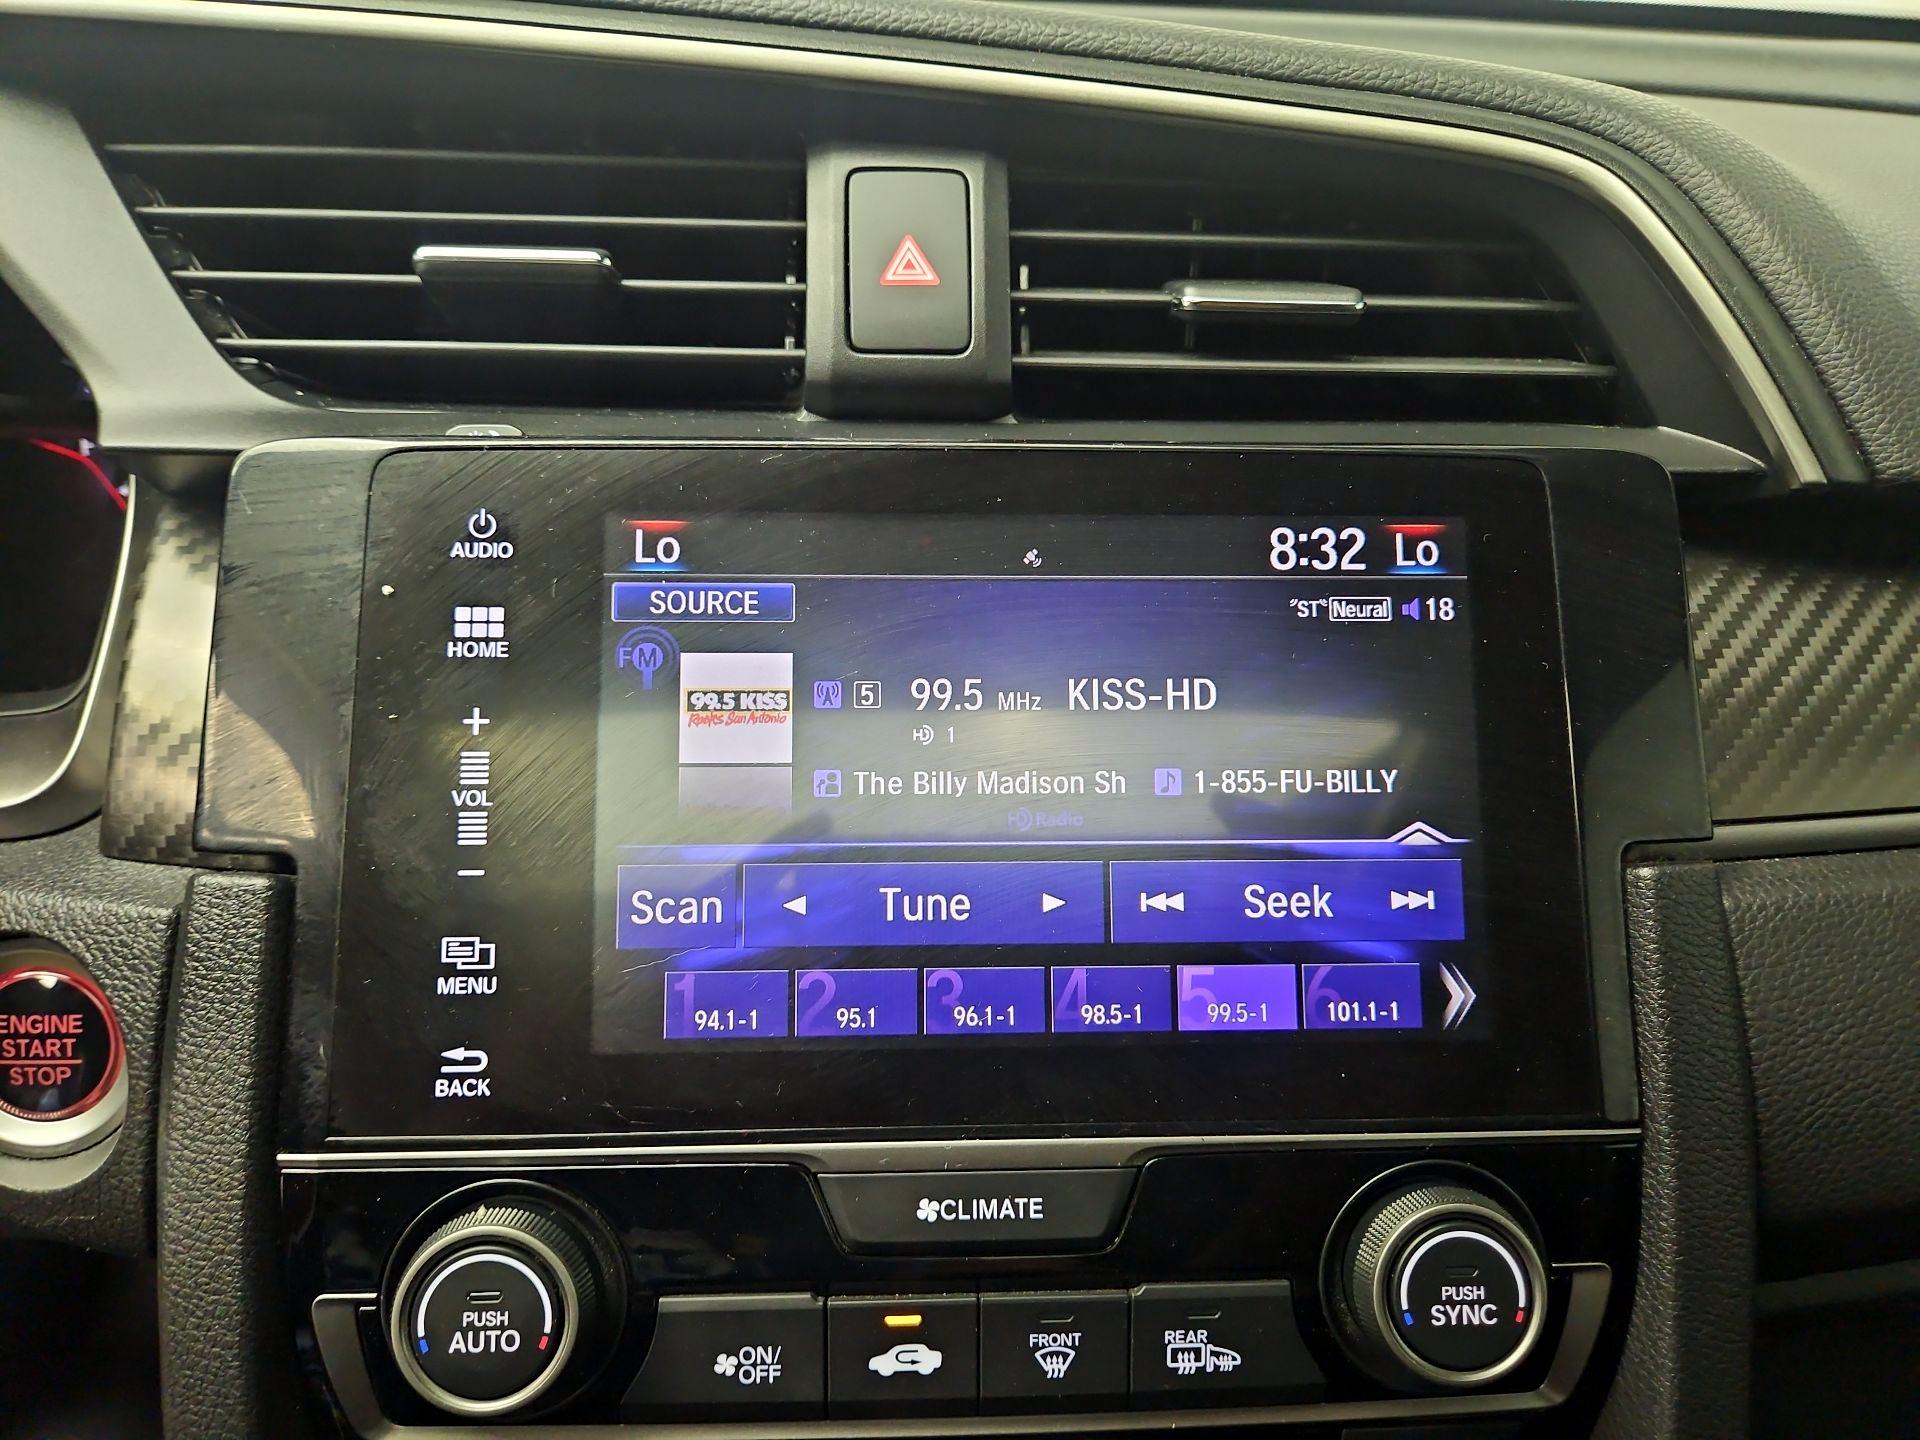 AUDIO
HOME
+
VOL
−
MENU
BACK
Lo
8:32 Lo
SOURCE
"ST" Neural 18
FM
99.5 KISS
Rocks San Antonio
5 99.5 MHz KISS-HD
HD 1
The Billy Madison Sh 1-855-FU-BILLY
HD Radio
Scan Tune Seek
1 94.1-1
2 95.1
3 96.1-1
4 98.5-1
5 99.5-1
6 101.1-1
ENGINE
START
STOP
CLIMATE
PUSH
AUTO
ON/
OFF
FRONT
REAR
PUSH
SYNC